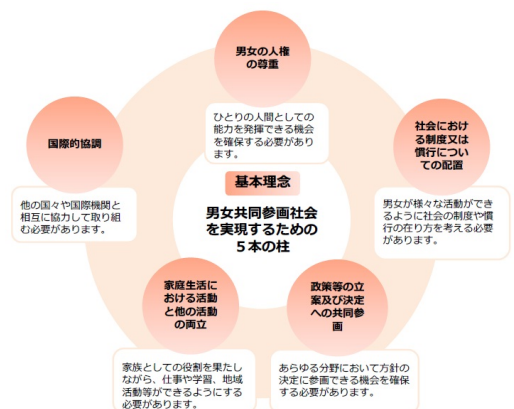 男女の人権
の尊重
ひとりの人間としての
能力を発揮できる機会
を確保する必要があり
ます。
社会におけ
る制度又は
慣行につい
ての配置
男女が様々な活動ができ
るように社会の制度や慣
行の在り方を考える必要
があります。
政策等の立
案及び決定
への共同参
画
あらゆる分野において方針の
決定に参画できる機会を確保
する必要があります。
家庭生活に
おける活動
と他の活動
の両立
家族としての役割を果たし
ながら、仕事や学習、地域
活動等ができるようにする
必要があります。
国際的協調
他の国々や国際機関と
相互に協力して取り組
む必要があります。
基本理念
男女共同参画社会
を実現するための
５本の柱